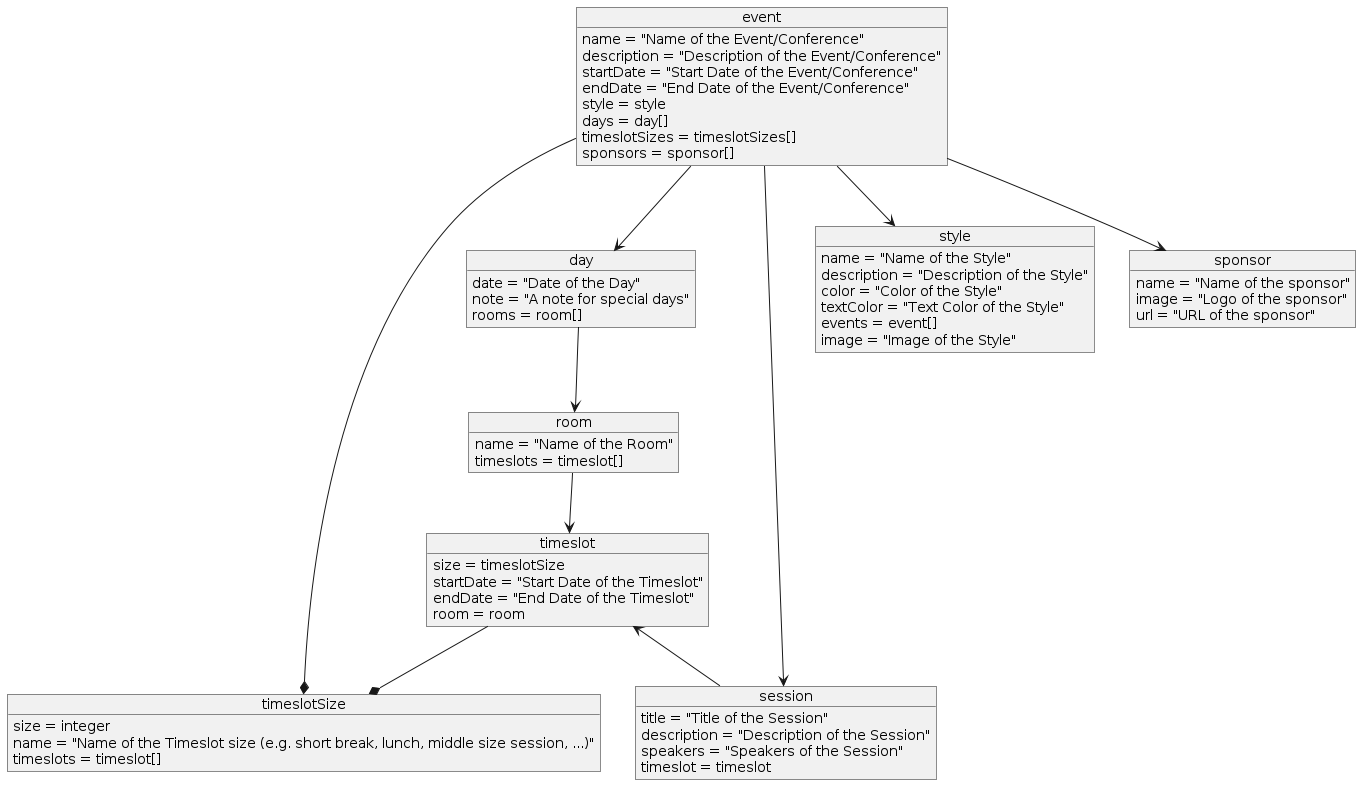 event
name = "Name of the Event/Conference"
description = "Description of the Event/Conference"
startDate = "Start Date of the Event/Conference"
endDate = "End Date of the Event/Conference"
style = style
days = day[]
timeslotSizes = timeslotSizes[]
sponsors = sponsor[]
day
date = "Date of the Day"
note = "A note for special days"
rooms = room[]
style
name = "Name of the Style"
description = "Description of the Style"
color = "Color of the Style"
textColor = "Text Color of the Style"
events = event[]
image = "Image of the Style"
sponsor
name = "Name of the sponsor"
image = "Logo of the sponsor"
url = "URL of the sponsor"
room
name = "Name of the Room"
timeslots = timeslot[]
timeslot
size = timeslotSize
startDate = "Start Date of the Timeslot"
endDate = "End Date of the Timeslot"
room = room
timeslotSize
size = integer
name = "Name of the Timeslot size (e.g. short break, lunch, middle size session, ...)"
timeslots = timeslot[]
session
title = "Title of the Session"
description = "Description of the Session"
speakers = "Speakers of the Session"
timeslot = timeslot